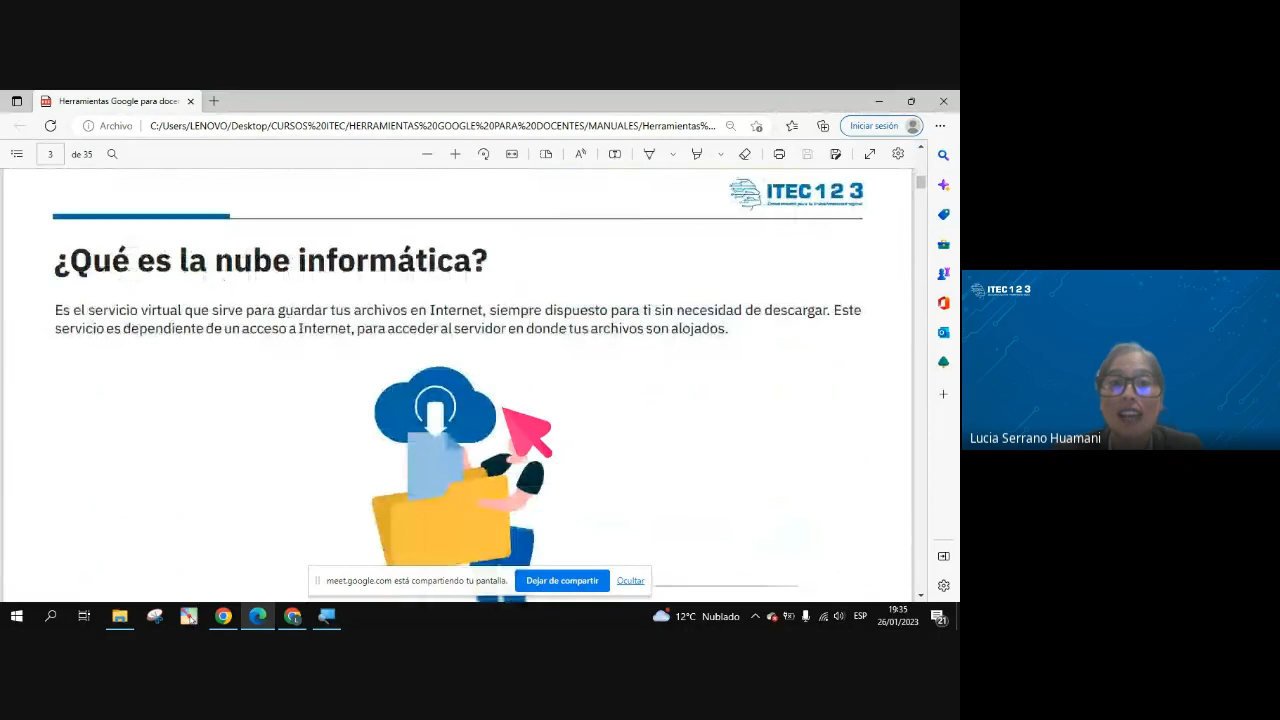 Herramientas Google para doce
Archivo
C:/Users/LENOVO/Desktop/CURSOS%20ITEC/HERRAMIENTAS%20GOOGLE%20PARA%20DOCENTES/MANUALES/Herramientas%...
Iniciar sesión
3 de 35
ITEC 1 2 3
¿Qué es la nube informática?
Es el servicio virtual que sirve para guardar tus archivos en Internet, siempre dispuesto para ti sin necesidad de descargar. Este
servicio es dependiente de un acceso a Internet, para acceder al servidor en donde tus archivos son alojados.
ITEC 1 2 3
Lucia Serrano Huamani
meet.google.com está compartiendo tu pantalla.
Dejar de compartir
Ocultar
12°C Nublado
ESP
19:35
26/01/2023
21